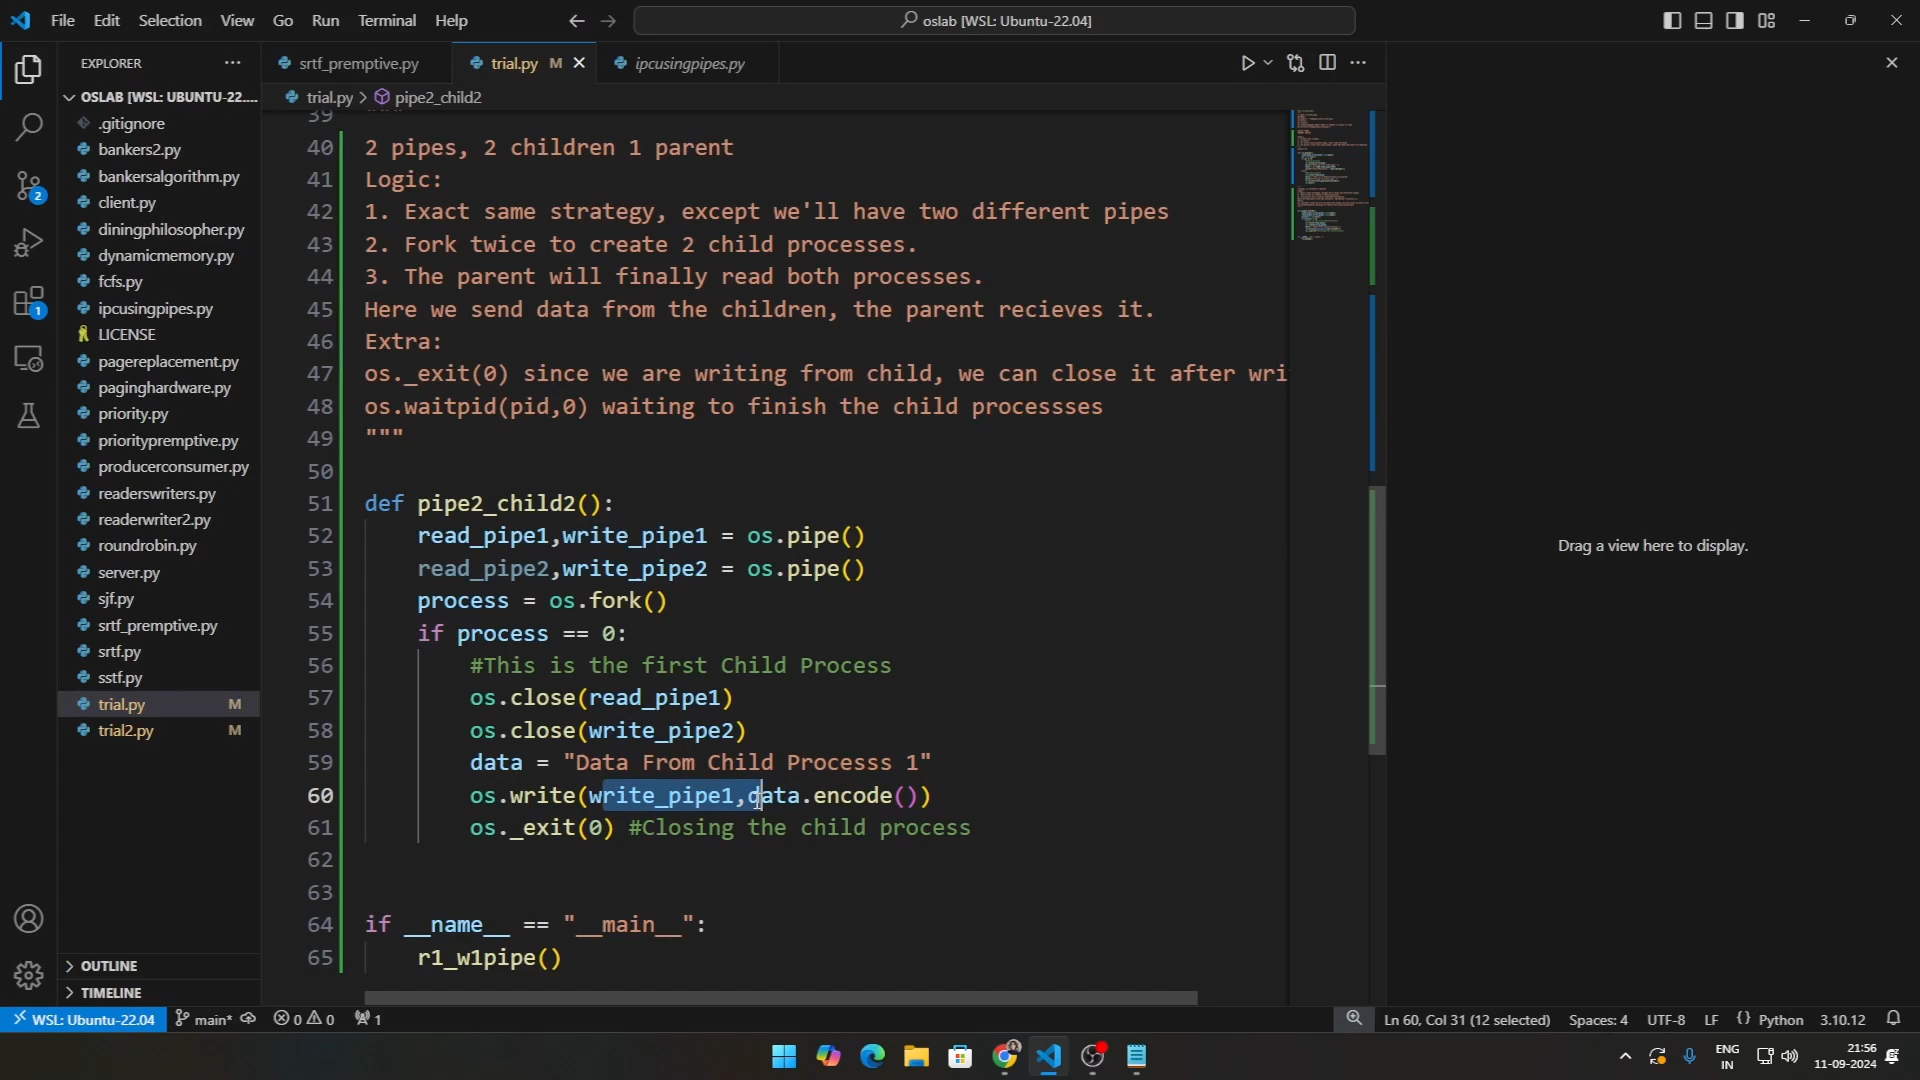 File Edit Selection View Go Run Terminal Help
oslab [WSL: Ubuntu-22.04]
EXPLORER
OSLAB [WSL: UBUNTU-22....
.gitignore
bankers2.py
bankersalgorithm.py
client.py
diningphilosopher.py
dynamicmemory.py
fcfs.py
ipcusingpipes.py
LICENSE
pagereplacement.py
paginghardware.py
priority.py
prioritypremptive.py
producerconsumer.py
readerswriters.py
readerwriter2.py
roundrobin.py
server.py
sjf.py
srtf_premptive.py
srtf.py
sstf.py
trial.py M
trial2.py M
OUTLINE
TIMELINE
2
1
srtf_premptive.py
trial.py M
ipcusingpipes.py
trial.py > pipe2_child2
39
40 2 pipes, 2 children 1 parent
41 Logic:
42 1. Exact same strategy, except we'll have two different pipes
43 2. Fork twice to create 2 child processes.
44 3. The parent will finally read both processes.
45 Here we send data from the children, the parent recieves it.
46 Extra:
47 os._exit(0) since we are writing from child, we can close it after wri
48 os.waitpid(pid,0) waiting to finish the child processses
49 """
50
51 def pipe2_child2():
52 read_pipe1,write_pipe1 = os.pipe()
53 read_pipe2,write_pipe2 = os.pipe()
54 process = os.fork()
55 if process == 0:
56 #This is the first Child Process
57 os.close(read_pipe1)
58 os.close(write_pipe2)
59 data = "Data From Child Processs 1"
60 os.write(write_pipe1,data.encode())
61 os._exit(0) #Closing the child process
62
63
64 if __name__ == "__main__":
65 r1_w1pipe()
Drag a view here to display.
WSL: Ubuntu-22.04 main* 0 0 1
Ln 60, Col 31 (12 selected) Spaces: 4 UTF-8 LF {} Python 3.10.12
ENG
IN
21:56
11-09-2024